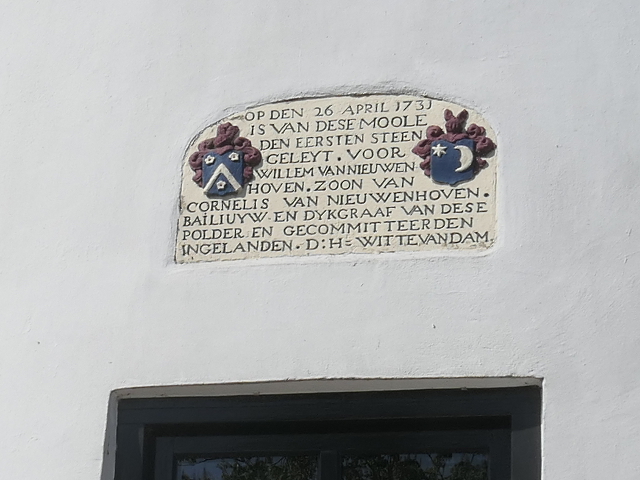 OP DEN 26 APRIL 1731
IS VAN DESE MOOLE
DEN EERSTEN STEEN
GELEYT. VOOR
WILLEM VAN NIEUWEN
HOVEN. ZOON VAN
CORNELIS VAN NIEUWENHOVEN.
BAILIUYW. EN DYKGRAAF VAN DESE
POLDER EN GECOMMITTEERDEN
INGELANDEN. D:H= WITTEVANDAM